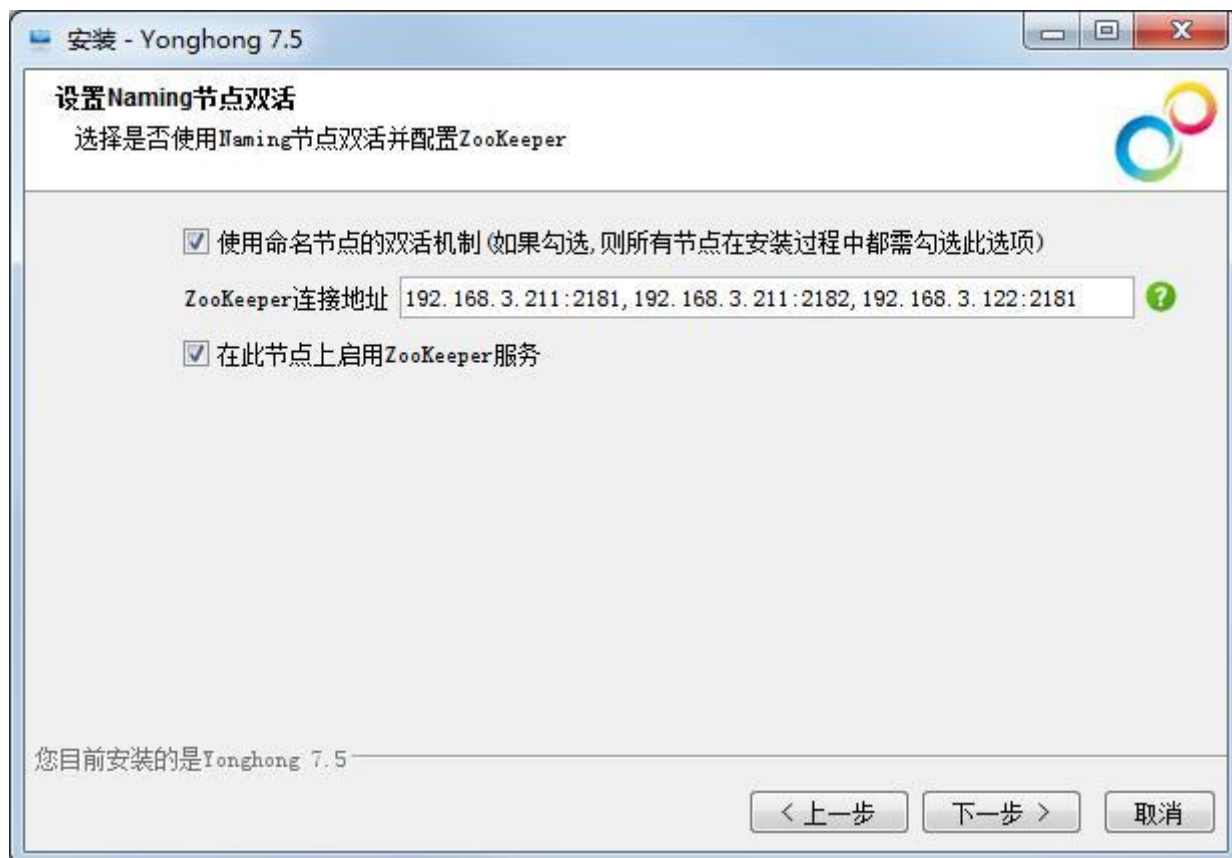 安装 - Yonghong 7.5
设置Naming节点双活
选择是否使用Naming节点双活并配置ZooKeeper
使用命名节点的双活机制(如果勾选,则所有节点在安装过程中都需勾选此选项)
ZooKeeper连接地址 192.168.3.211:2181,192.168.3.211:2182,192.168.3.122:2181 ?
在此节点上启用ZooKeeper服务
您目前安装的是Yonghong 7.5
<上一步 下一步> 取消